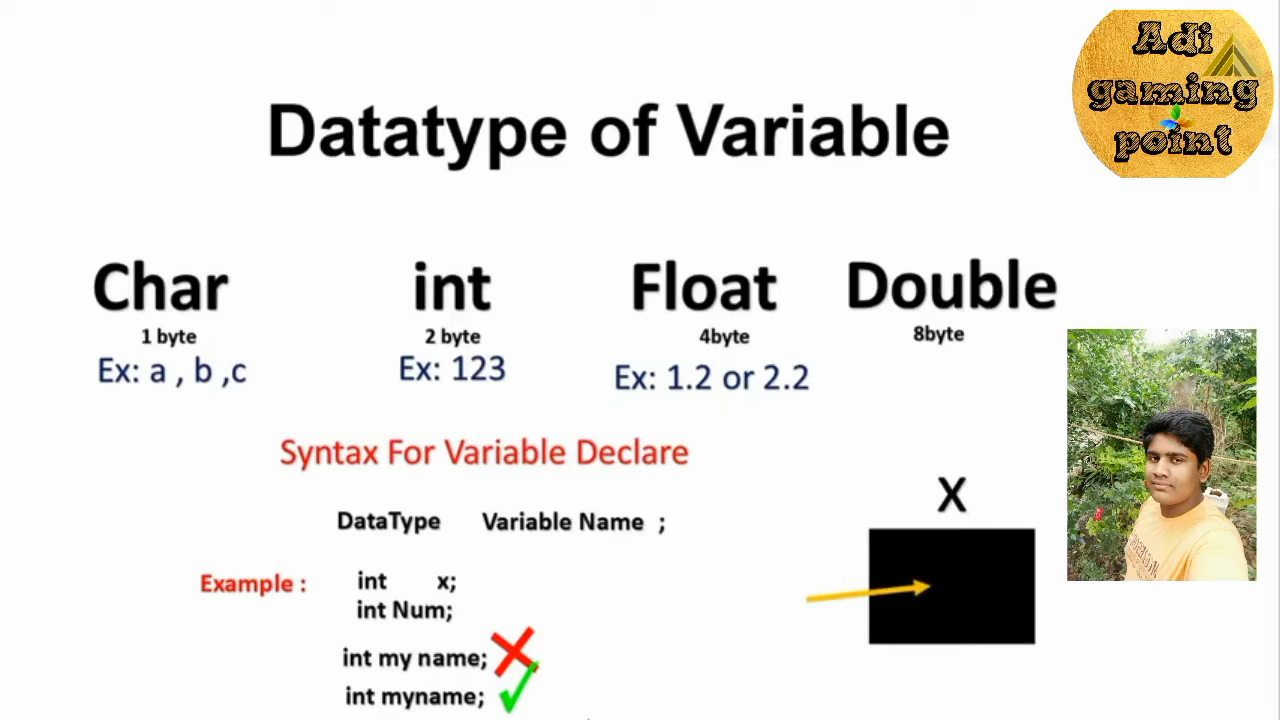 Adi
gaming
point
Datatype of Variable
Char int Float Double
1 byte 2 byte 4byte 8byte
Ex: a , b ,c Ex: 123 Ex: 1.2 or 2.2
Syntax For Variable Declare
X
DataType Variable Name ;
Example : int x;
int Num;
int my name;
int myname;